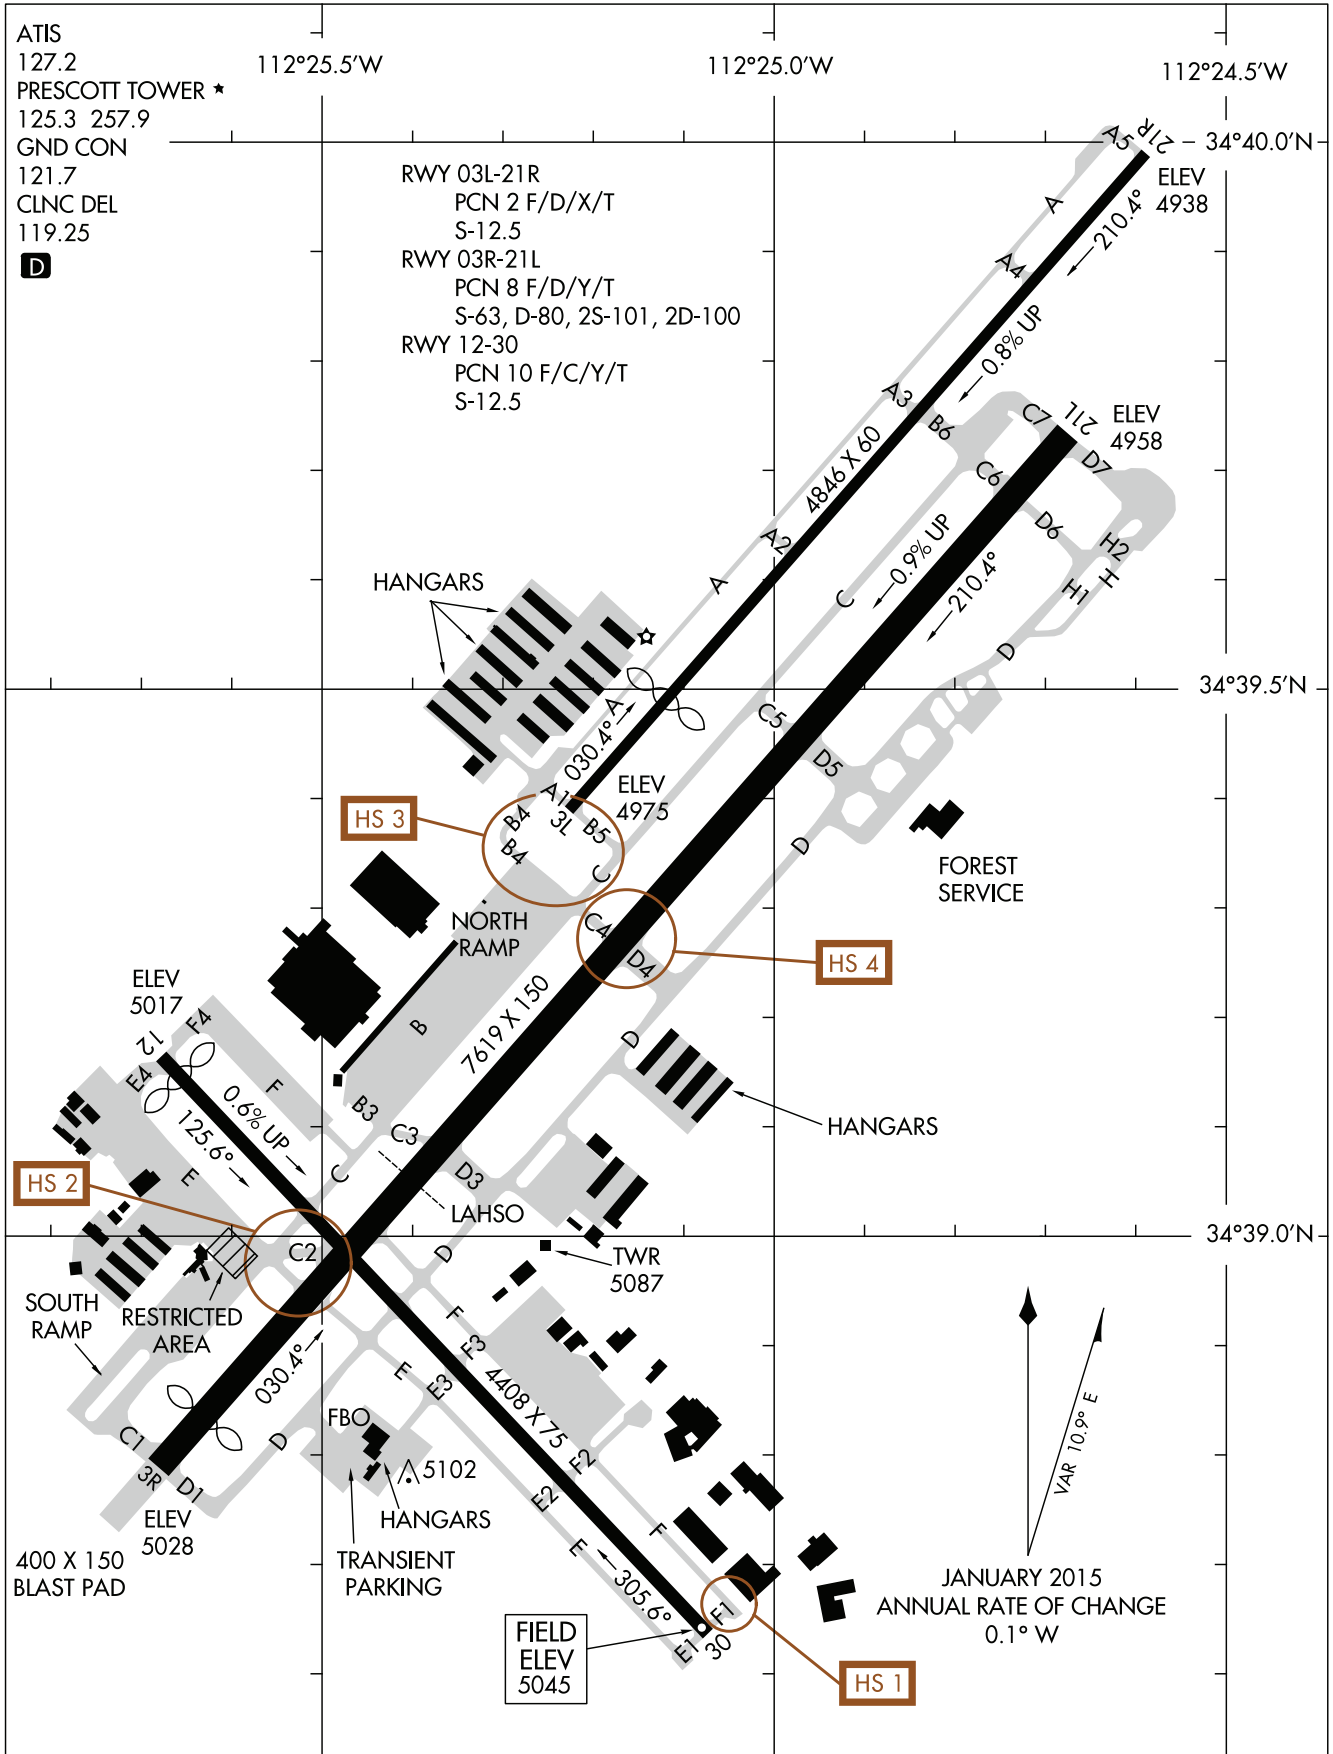 ATIS
127.2
PRESCOTT TOWER ★
125.3 257.9
GND CON
121.7
CLNC DEL
119.25
D
112°25.5'W
112°25.0'W
112°24.5'W
34°40.0'N
RWY 03L-21R
PCN 2 F/D/X/T
S-12.5
RWY 03R-21L
PCN 8 F/D/Y/T
S-63, D-80, 2S-101, 2D-100
RWY 12-30
PCN 10 F/C/Y/T
S-12.5
A5
21R
ELEV
4938
A
210.4°
A4
0.8% UP
A3
B6
C7
21L
ELEV
4958
4846 X 60
C6
D7
D6
H2
H
H1
A2
0.9% UP
210.4°
A
C
D
HANGARS
34°39.5'N
A
030.4°
C5
D5
ELEV
4975
A1
3L
B4
B4
B5
C
HS 3
D
FOREST
SERVICE
NORTH
RAMP
C4
D4
HS 4
ELEV
5017
12
F4
E4
7619 X 150
B
D
F
0.6% UP
125.6°
HANGARS
B3
C3
E
C
D3
HS 2
LAHSO
34°39.0'N
C2
D
TWR
5087
SOUTH
RAMP
RESTRICTED
AREA
F
F3
030.4°
E
E3
4408 X 75
C1
3R
D1
D
FBO
5102
ELEV
5028
HANGARS
TRANSIENT
PARKING
F2
E2
E
F
400 X 150
BLAST PAD
305.6°
F1
E1
30
FIELD
ELEV
5045
HS 1
VAR 10.9° E
JANUARY 2015
ANNUAL RATE OF CHANGE
0.1° W